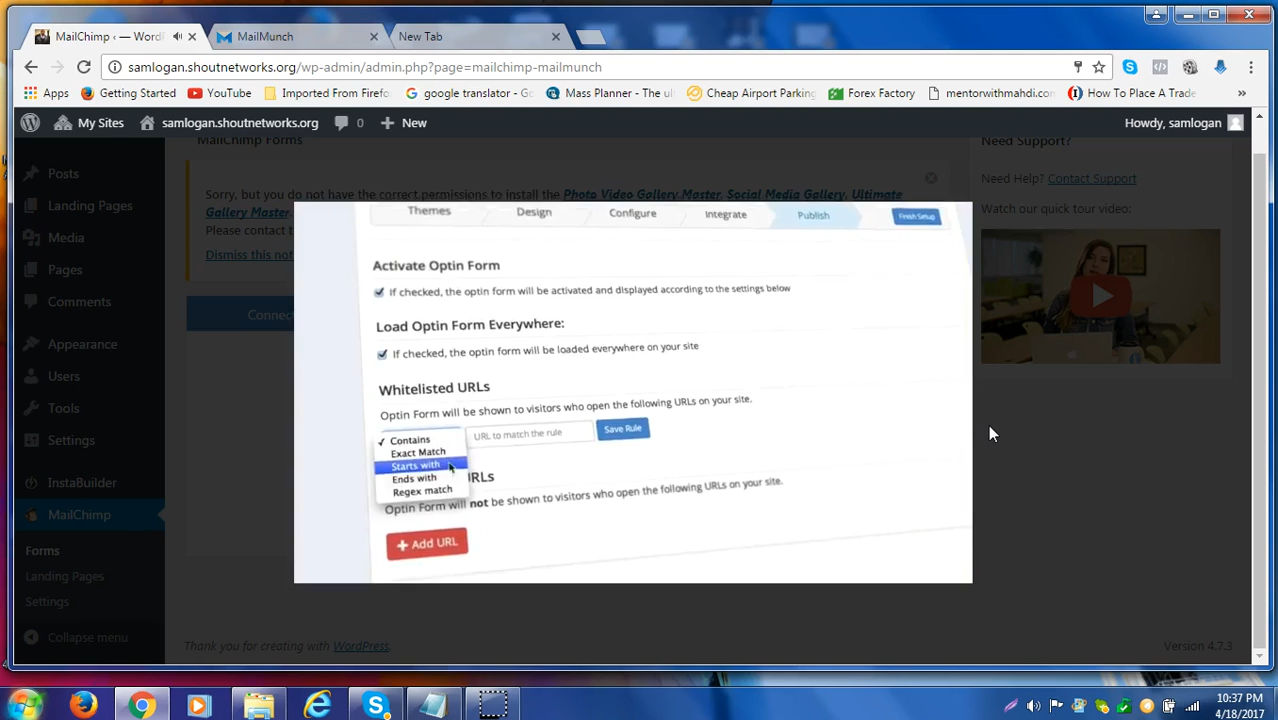 MailChimp ‹ — WordP
MailMunch
New Tab
samlogan.shoutnetworks.org/wp-admin/admin.php?page=mailchimp-mailmunch
Apps
Getting Started
YouTube
Imported From Firefo
google translator - Go
Mass Planner - The ul
Cheap Airport Parking
Forex Factory
mentorwithmahdi.com
How To Place A Trade
»
My Sites
samlogan.shoutnetworks.org
0
New
Howdy, samlogan
Posts
Landing Pages
Media
Pages
Comments
Appearance
Users
Tools
Settings
InstaBuilder
MailChimp
Forms
Landing Pages
Settings
Collapse menu
MailChimp Forms
Sorry, but you do not have the correct permissions to install the Photo Video Gallery Master, Social Media Gallery, Ultimate
Gallery Master.
Please contact t
Dismiss this not
Connec
Themes
Design
Configure
Integrate
Publish
Finish Setup
Activate Optin Form
If checked, the optin form will be activated and displayed according to the settings below
Load Optin Form Everywhere:
If checked, the optin form will be loaded everywhere on your site
Whitelisted URLs
Optin Form will be shown to visitors who open the following URLs on your site.
✓ Contains
Exact Match
Starts with
Ends with
Regex match
URL to match the rule
Save Rule
RLs
Optin Form will not be shown to visitors who open the following URLs on your site.
+ Add URL
Need Support?
Need Help? Contact Support
Watch our quick tour video:
Thank you for creating with WordPress.
Version 4.7.3
10:37 PM
4/18/2017